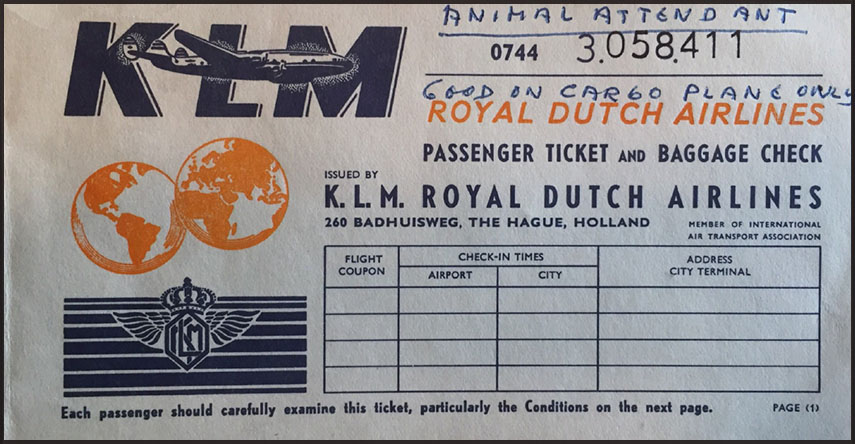 ANIMAL ATTENDANT
KLM
0744 3.058.411
GOOD ON CARGO PLANE ONLY
ROYAL DUTCH AIRLINES
PASSENGER TICKET AND BAGGAGE CHECK
ISSUED BY
K.L.M. ROYAL DUTCH AIRLINES
260 BADHUISWEG, THE HAGUE, HOLLAND
MEMBER OF INTERNATIONAL
AIR TRANSPORT ASSOCIATION
FLIGHT COUPON
CHECK-IN TIMES
AIRPORT
CITY
ADDRESS
CITY TERMINAL
KLM
Each passenger should carefully examine this ticket, particularly the Conditions on the next page.
PAGE (1)